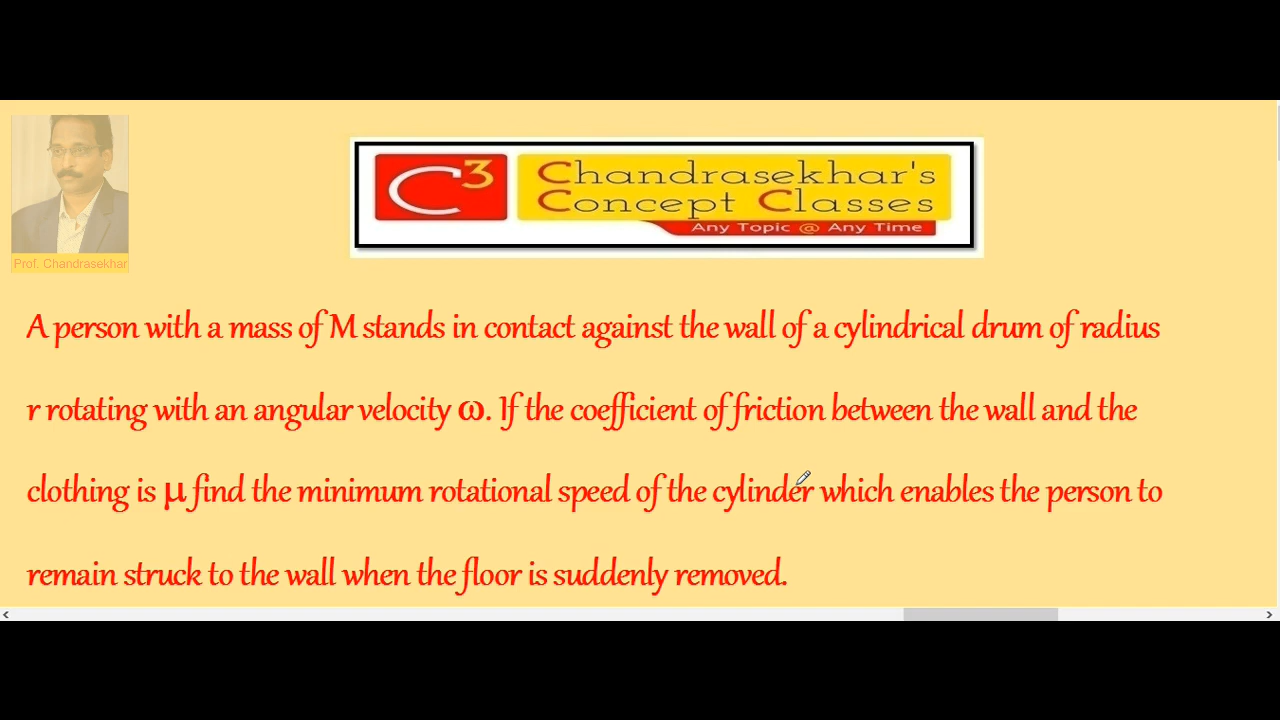 C³
Chandrasekhar's
Concept Classes
Any Topic @ Any Time
Prof. Chandrasekhar
A person with a mass of M stands in contact against the wall of a cylindrical drum of radius
r rotating with an angular velocity ω. If the coefficient of friction between the wall and the
clothing is μ find the minimum rotational speed of the cylinder which enables the person to
remain struck to the wall when the floor is suddenly removed.